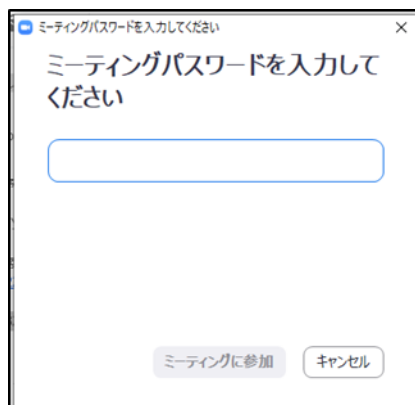 ミーティングパスワードを入力してください
ミーティングパスワードを入力して
ください
ミーティングに参加
キャンセル